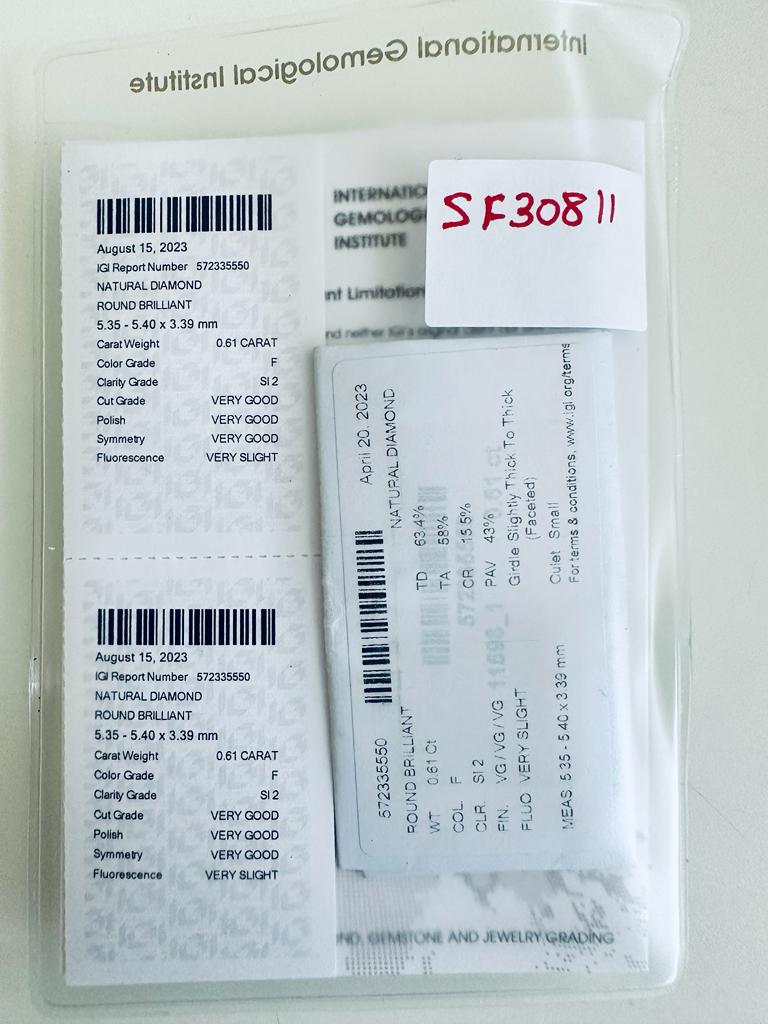 International Gemological Institute
August 15, 2023
IGI Report Number 572335550
NATURAL DIAMOND
ROUND BRILLIANT
5.35 - 5.40 x 3.39 mm
Carat Weight 0.61 CARAT
Color Grade F
Clarity Grade SI 2
Cut Grade VERY GOOD
Polish VERY GOOD
Symmetry VERY GOOD
Fluorescence VERY SLIGHT
August 15, 2023
IGI Report Number 572335550
NATURAL DIAMOND
ROUND BRILLIANT
5.35 - 5.40 x 3.39 mm
Carat Weight 0.61 CARAT
Color Grade F
Clarity Grade SI 2
Cut Grade VERY GOOD
Polish VERY GOOD
Symmetry VERY GOOD
Fluorescence VERY SLIGHT
INTERNATIO
GEMOLOG
INSTITUTE
nt Limitation
SF30811
572335550 April 20, 2023
ROUND BRILLIANT NATURAL DIAMOND
WT 0.61 Ct TD 63.4%
COL. F TA 58%
CLR. SI 2 CR 15.5%
FIN. VG/VG/VG PAV 43%
FLUO VERY SLIGHT Girdle Slightly Thick To Thick
(Faceted)
MEAS 5.35 - 5.40 x 3.39 mm Culet Small
For terms & conditions, www.igi.org/terms
11698_1
ND, GEMSTONE AND JEWELRY GRADING